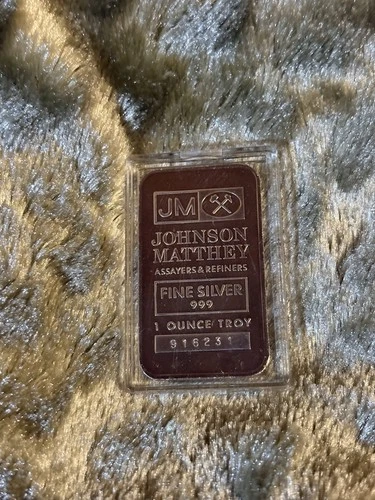 JM
JOHNSON
MATTHEY
ASSAYERS & REFINERS
FINE SILVER
999
1 OUNCE TROY
916231